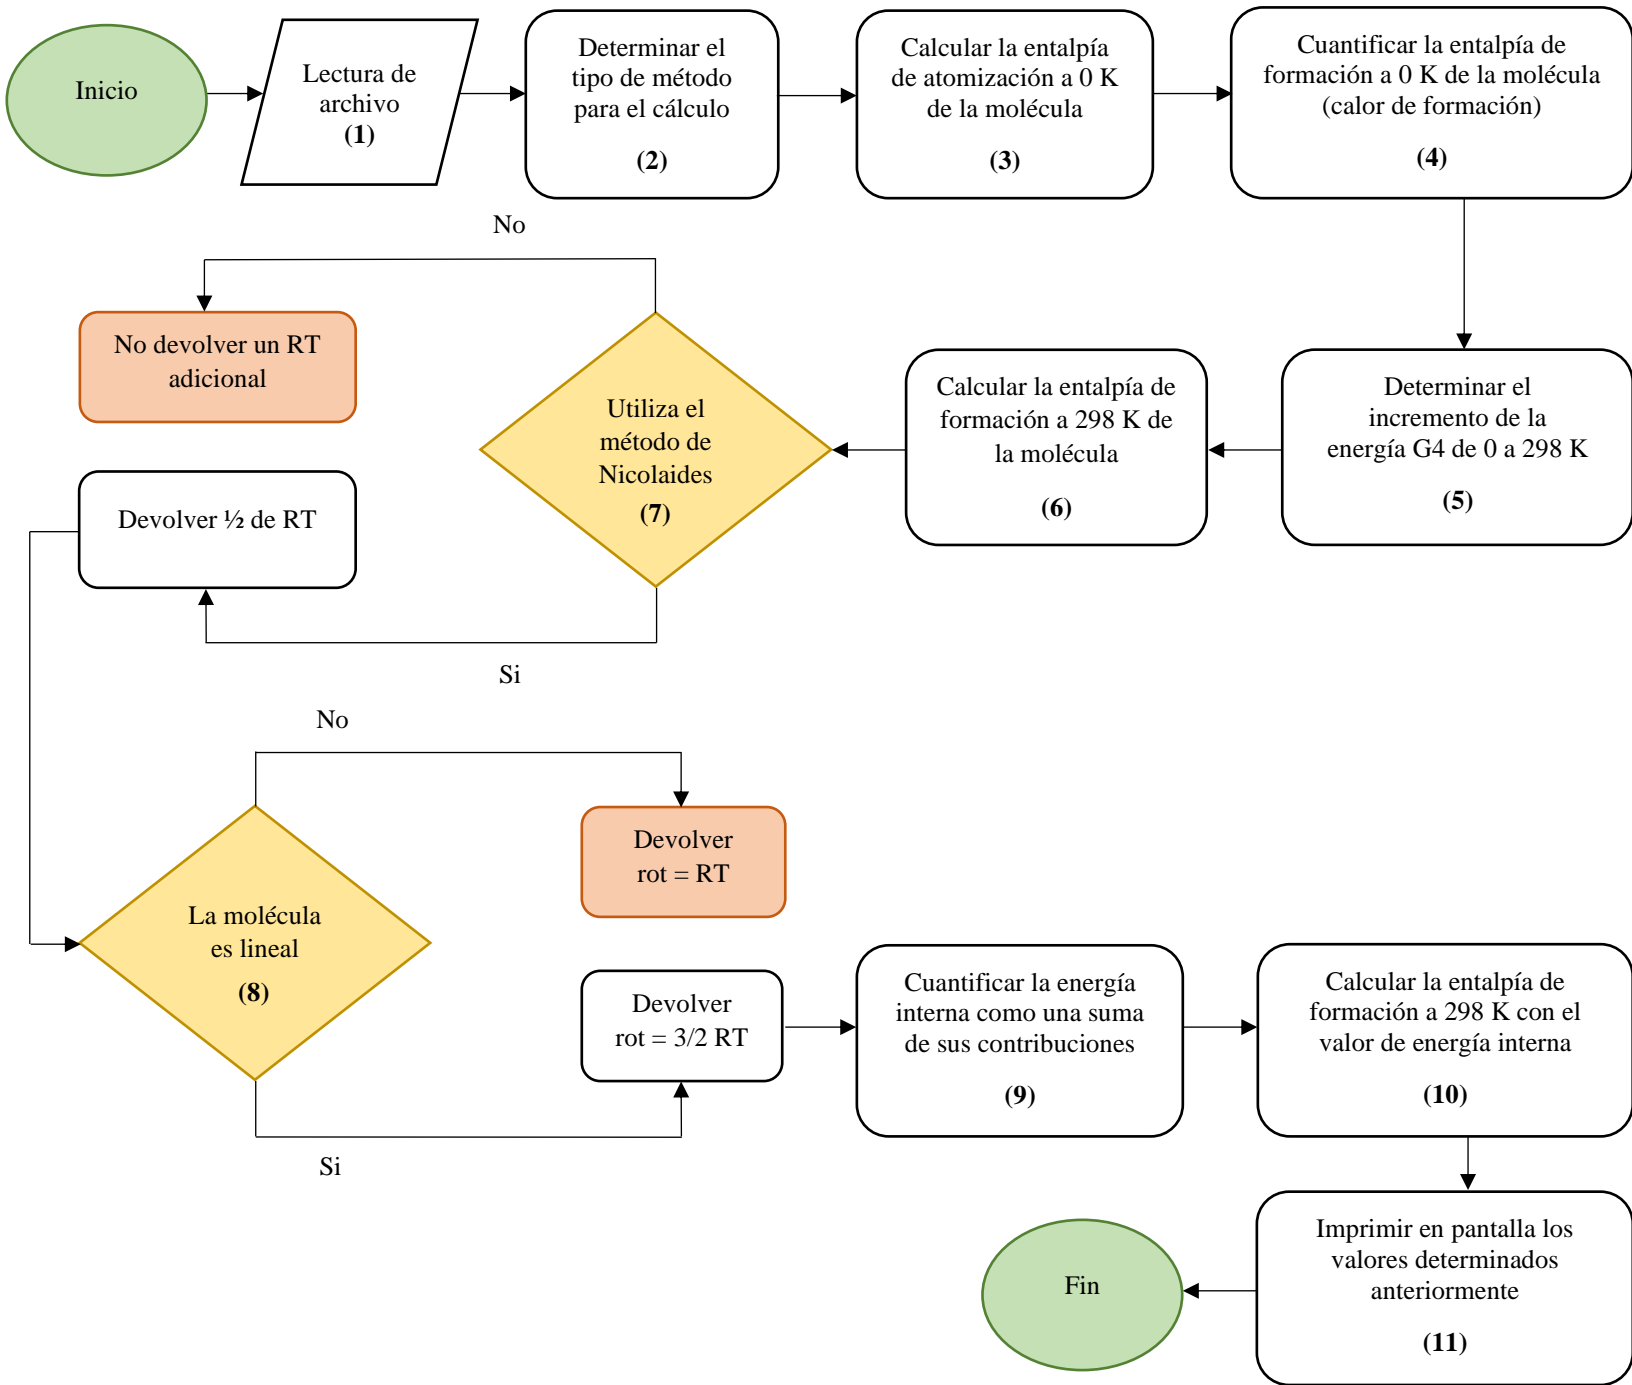 Inicio
Lectura de
archivo
(1)
Determinar el
tipo de método
para el cálculo
(2)
Calcular la entalpía
de atomización a 0 K
de la molécula
(3)
Cuantificar la entalpía de
formación a 0 K de la molécula
(calor de formación)
(4)
Determinar el
incremento de la
energía G4 de 0 a 298 K
(5)
Calcular la entalpía de
formación a 298 K de
la molécula
(6)
Utiliza el
método de
Nicolaides
(7)
No
No devolver un RT
adicional
Si
Devolver ½ de RT
La molécula
es lineal
(8)
No
Devolver
rot = RT
Si
Devolver
rot = 3/2 RT
Cuantificar la energía
interna como una suma
de sus contribuciones
(9)
Calcular la entalpía de
formación a 298 K con el
valor de energía interna
(10)
Imprimir en pantalla los
valores determinados
anteriormente
(11)
Fin